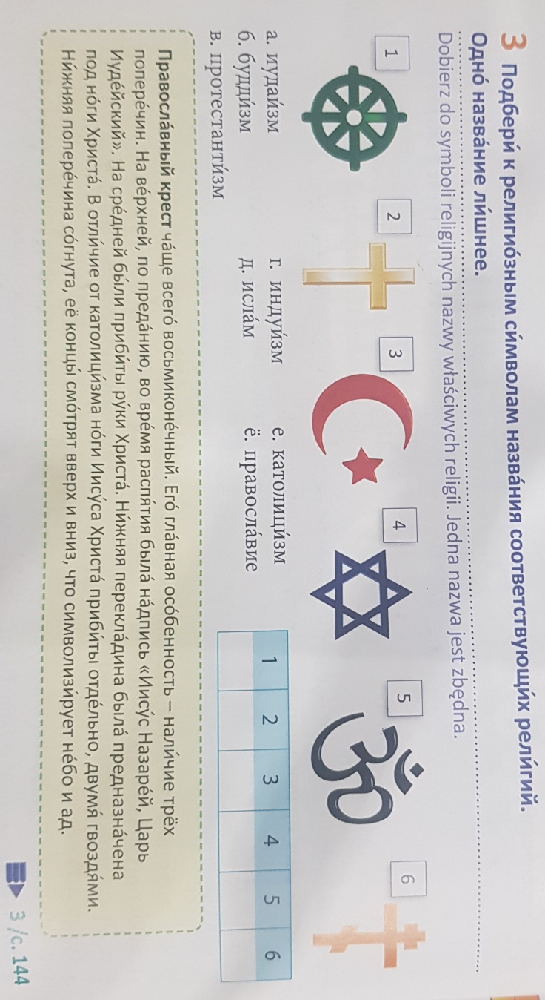 3 Подбери́ к религио́зным си́мволам назва́ния соотве́тствующи́х рели́гий.
Одно́ назва́ние ли́шнее.
Dobierz do symboli religijnych nazwy właściwych religii. Jedna nazwa jest zbędna.
1 2 3 4 5 6
а. иудаи́зм г. индуи́зм е. католици́зм
б. будди́зм д. исла́м ё. правосла́вие
в. протестанти́зм
1 2 3 4 5 6
Правосла́вный крест ча́ще всего́ восьмиконе́чный. Его́ гла́вная осо́бенность – нали́чие трёх
попере́чин. На ве́рхней, по преда́нию, во вре́мя распя́тия была́ на́дпись «Иису́с Назаре́й, Царь
Иуде́йский». На сре́дней бы́ли приби́ты ру́ки Христа́. Ни́жняя перекла́дина была́ предназна́чена
под но́ги Христа́. В отли́чие от католици́зма но́ги Иису́са Христа́ приби́ты отде́льно, двумя́ гвоздя́ми.
Ни́жняя попере́чина со́гнута, её концы́ смо́трят вверх и вниз, что символизи́рует не́бо и ад.
3 /с. 144